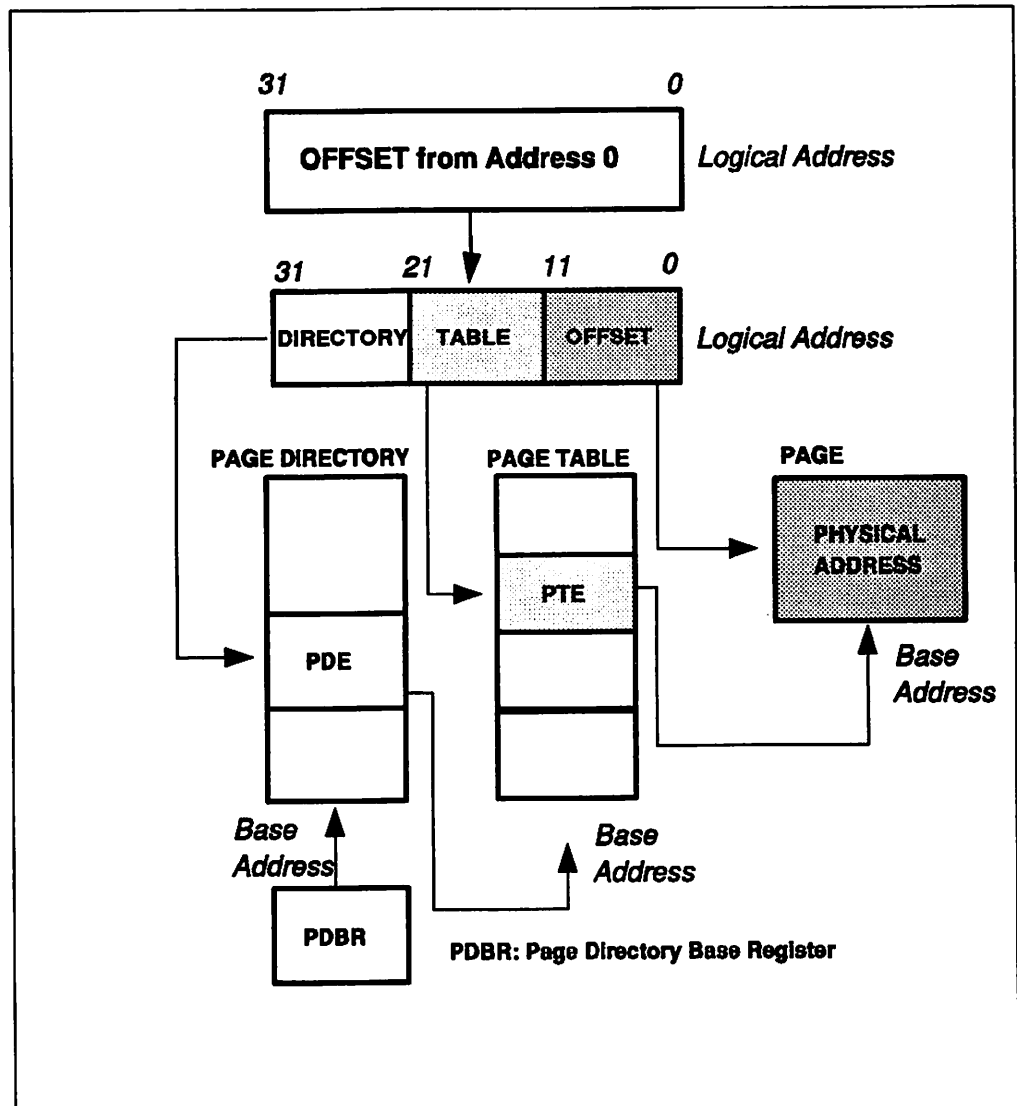 31 0
OFFSET from Address 0
Logical Address
31 21 11 0
DIRECTORY TABLE OFFSET
Logical Address
PAGE DIRECTORY
PAGE TABLE
PAGE
PHYSICAL
ADDRESS
PTE
PDE
Base
Address
Base
Address
Base
Address
PDBR
PDBR: Page Directory Base Register